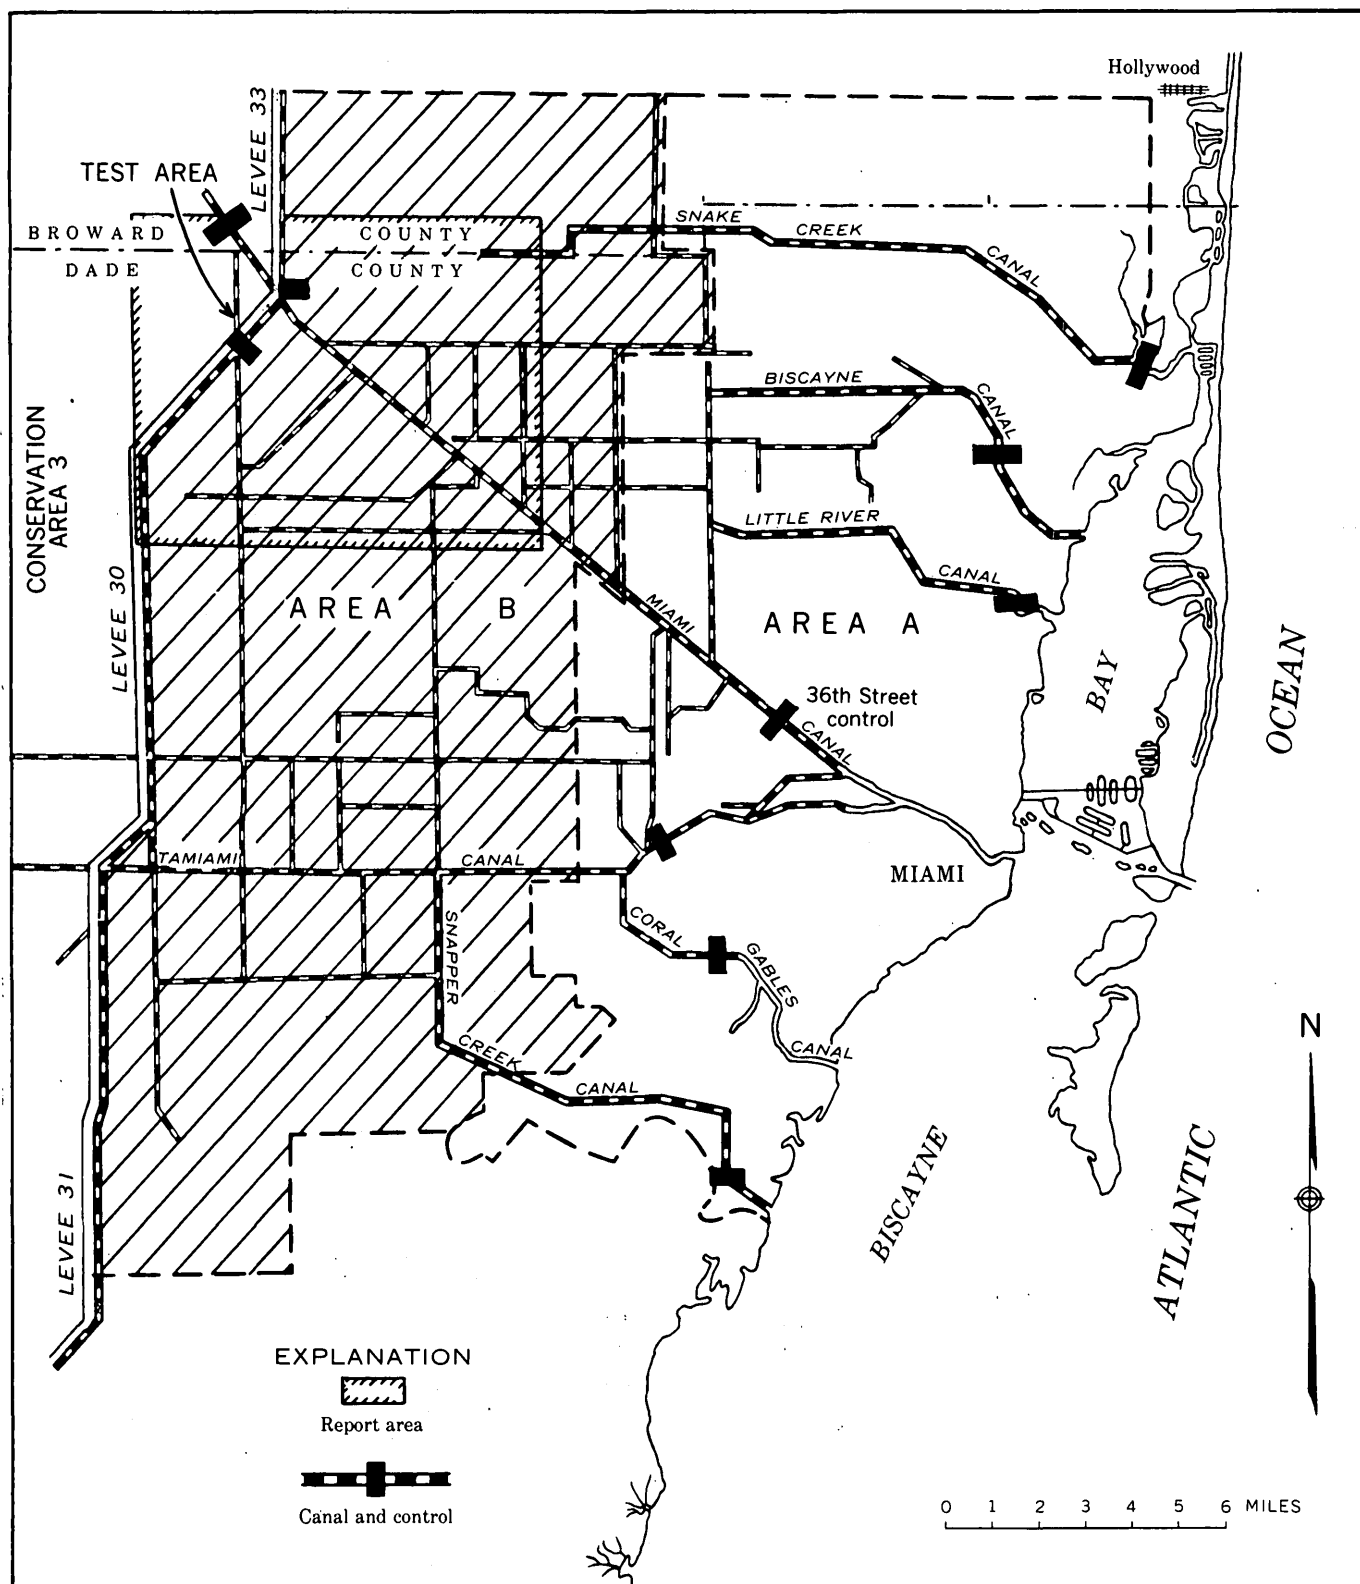 Hollywood
LEVEE 33
TEST AREA
SNAKE
CREEK
CANAL
BROWARD
COUNTY
DADE
COUNTY
BISCAYNE
CANAL
CONSERVATION
AREA 3
LITTLE RIVER
CANAL
LEVEE 30
AREA B
MIAMI
AREA A
BAY
OCEAN
36th Street
control
CANAL
TAMIAMI
CANAL
MIAMI
SNAPPER
CORAL
GABLES
CANAL
CREEK
CANAL
N
BISCAYNE
ATLANTIC
LEVEE 31
EXPLANATION
Report area
Canal and control
0 1 2 3 4 5 6 MILES